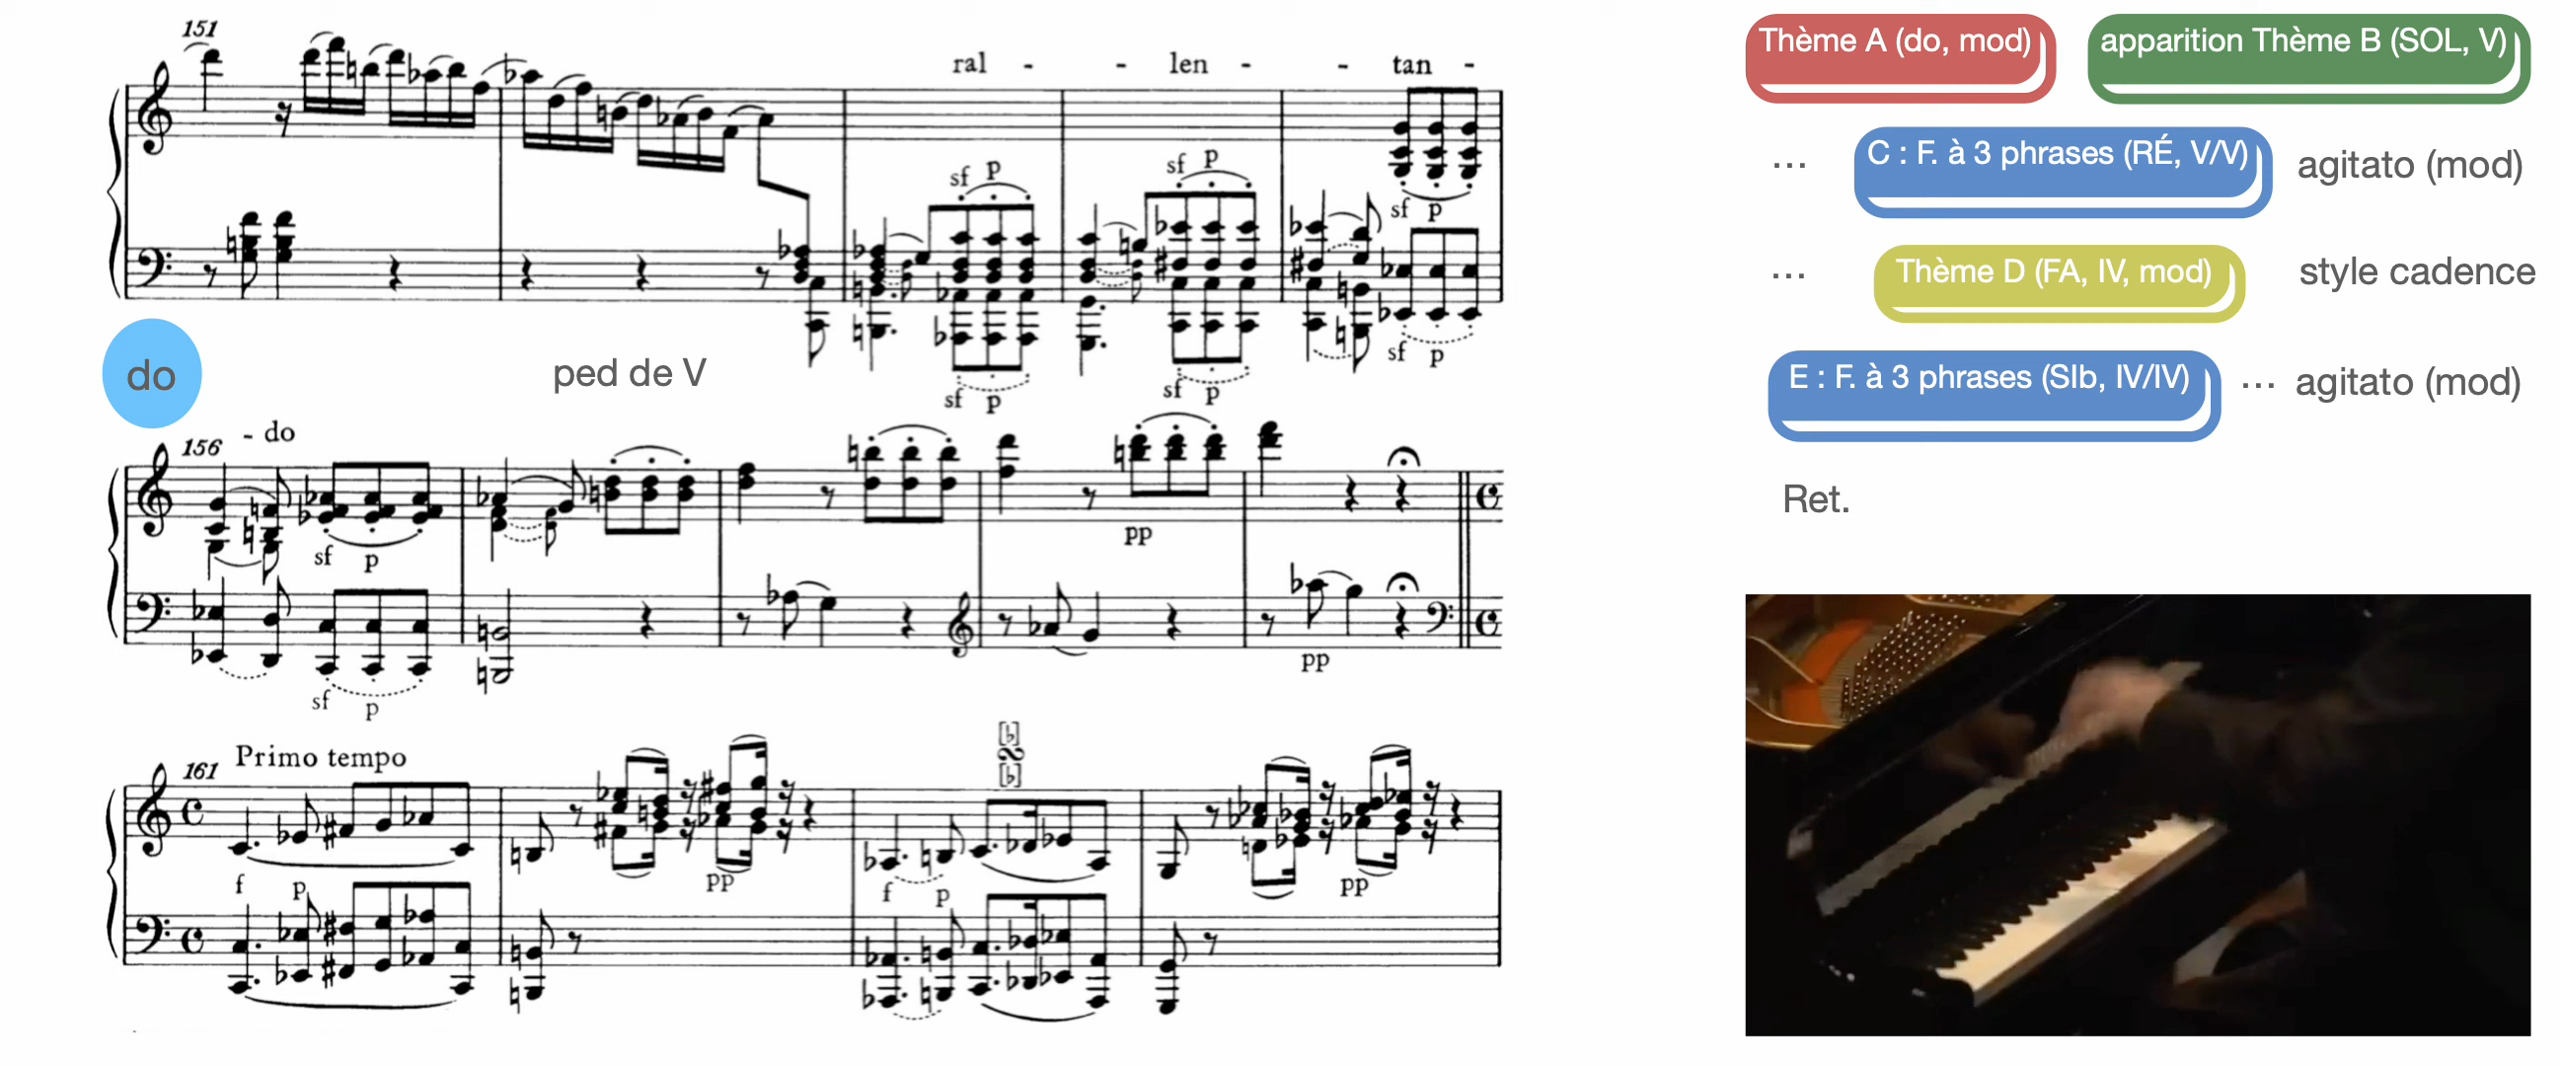 151
ral - - len - - tan -
sf p
sf p
sf p
do
ped de V
sf p
sf p
sf p
156 - do
sf p
pp
sf p
pp
161 Primo tempo
[♭]
[♭]
f p
pp
f p
pp
Thème A (do, mod)
apparition Thème B (SOL, V)
... C : F. à 3 phrases (RÉ, V/V) agitato (mod)
... Thème D (FA, IV, mod) style cadence
E : F. à 3 phrases (SIb, IV/IV) ... agitato (mod)
Ret.